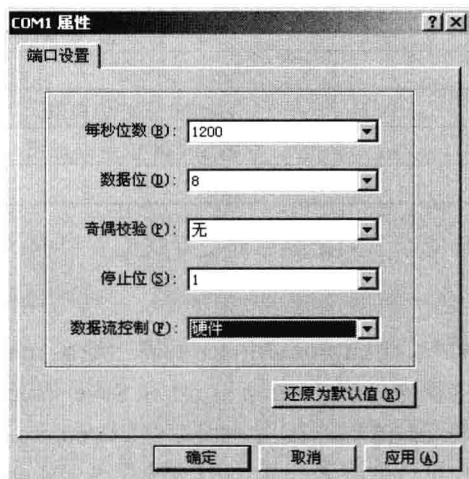 COM1 属性
端口设置
每秒位数(B): 1200
数据位(D): 8
奇偶校验(P): 无
停止位(S): 1
数据流控制(F): 硬件
还原为默认值(R)
确定 取消 应用(A)